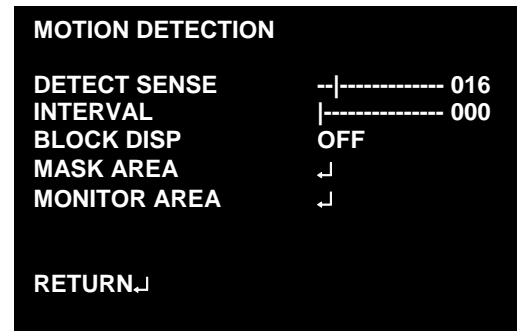 MOTION DETECTION
DETECT SENSE --|------------- 016
INTERVAL |--------------- 000
BLOCK DISP OFF
MASK AREA ↵
MONITOR AREA ↵
RETURN↵